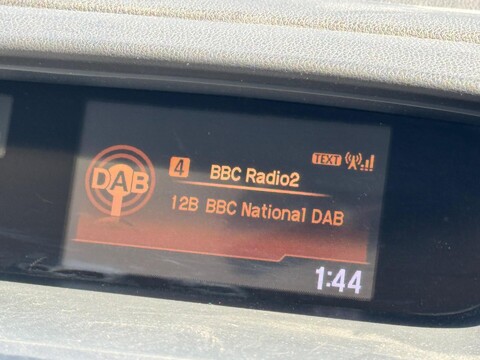 TEXT
DAB 4 BBC Radio2
12B BBC National DAB
1:44